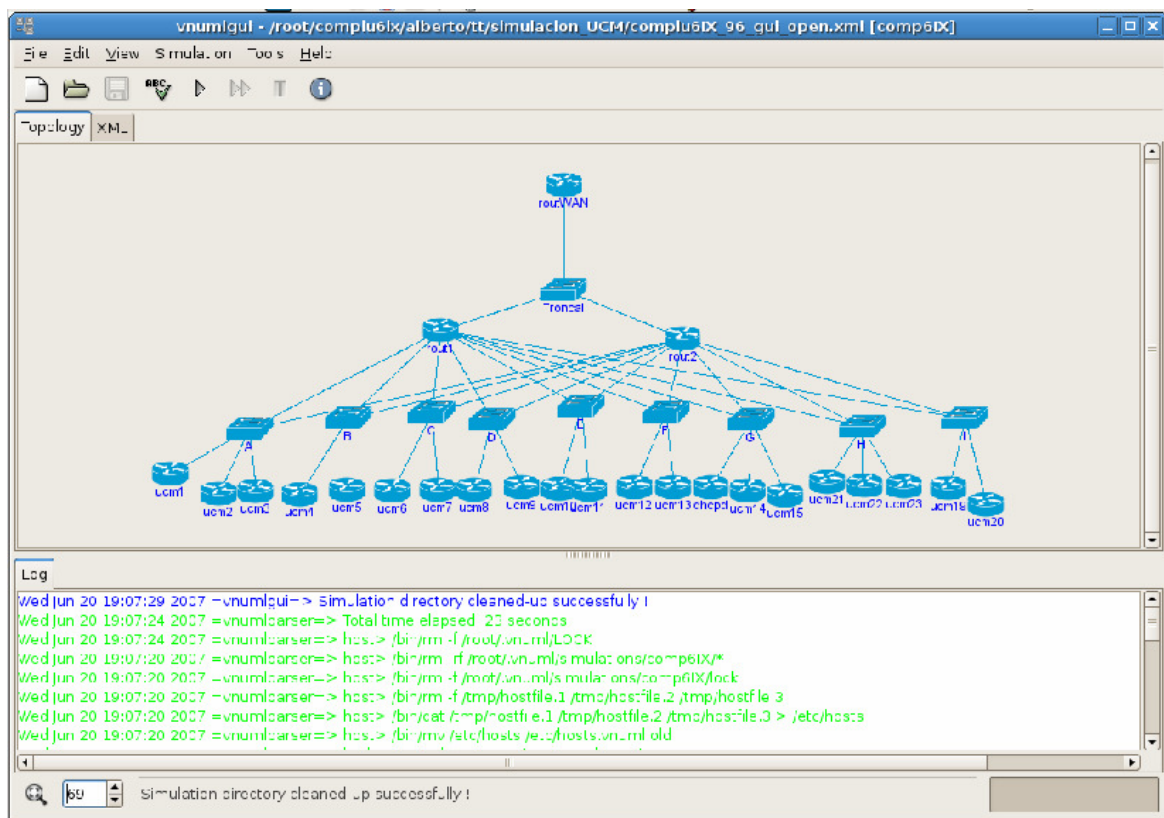 vnumlgui - /root/complu6ix/alberto/tt/simulacion_UCM/complu6IX_96_gui_open.xml [comp6IX]
File Edit View Simulation Tools Help
ABC
Topology XML
routWAN
Troncal
rout1 rout2
A B C D E F G H I
ucm1 ucm2 ucm3 ucm4 ucm5 ucm6 ucm7 ucm8 ucm9 ucm10 ucm11 ucm12 ucm13 chepd ucm14 ucm15 ucm21 ucm22 ucm23 ucm19 ucm20
Log
Wed Jun 20 19:07:29 2007 =vnumlgui=> Simulation directory cleaned-up successfully !
Wed Jun 20 19:07:24 2007 =vnumlparser=> Total time elapsed: 23 seconds
Wed Jun 20 19:07:24 2007 =vnumlparser=> host> /bin/rm -f /root/.vnuml/LOCK
Wed Jun 20 19:07:20 2007 =vnumlparser=> host> /bin/rm -rf /root/.vnuml/simulations/comp6IX/*
Wed Jun 20 19:07:20 2007 =vnumlparser=> host> /bin/rm -f /root/.vnuml/simulations/comp6IX/lock
Wed Jun 20 19:07:20 2007 =vnumlparser=> host> /bin/rm -f /tmp/hostfile.1 /tmp/hostfile.2 /tmp/hostfile.3
Wed Jun 20 19:07:20 2007 =vnumlparser=> host> /bin/cat /tmp/hostfile.1 /tmp/hostfile.2 /tmp/hostfile.3 > /etc/hosts
Wed Jun 20 19:07:20 2007 =vnumlparser=> host> /bin/mv /etc/hosts /etc/hosts.vnuml.old
69 Simulation directory cleaned up successfully !